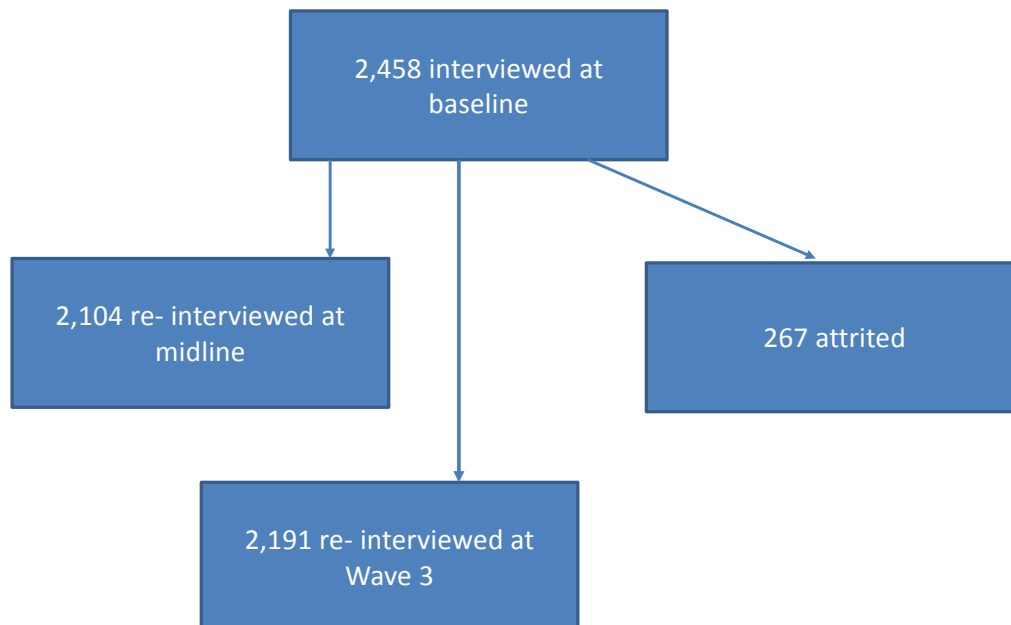 2,458 interviewed at
baseline
2,104 re- interviewed at
midline
267 attrited
2,191 re- interviewed at
Wave 3